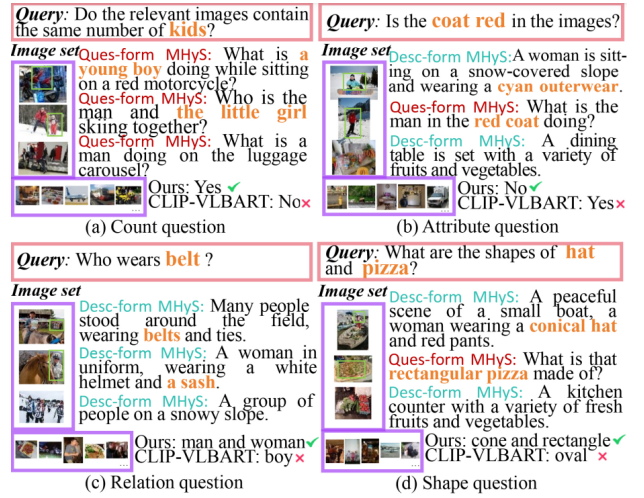 Query: Do the relevant images contain
the same number of kids?
Image set
Ques-form MHyS: What is a
young boy doing while sitting
on a red motorcycle?
Ques-form MHyS: Who is the
man and the little girl
skiing together?
Ques-form MHyS: What is a
man doing on the luggage
carousel?
...
Ours: Yes ✓
CLIP-VLBART: No ×
(a) Count question
Query: Is the coat red in the images?
Image set
Desc-form MHyS: A woman is sitt-
ing on a snow-covered slope
and wearing a cyan outerwear.
Ques-form MHyS: What is the
man in the red coat doing?
Desc-form MHyS: A dining
table is set with a variety of
fruits and vegetables.
...
Ours: No ✓
CLIP-VLBART: Yes ×
(b) Attribute question
Query: Who wears belt ?
Image set
Desc-form MHyS: Many people
stood around the field,
wearing belts and ties.
Desc-form MHyS: A woman in
uniform, wearing a white
helmet and a sash.
Desc-form MHyS: A group of
people on a snowy slope.
...
Ours: man and woman ✓
CLIP-VLBART: boy ×
(c) Relation question
Query: What are the shapes of hat
and pizza?
Image set
Desc-form MHyS: A peaceful
scene of a small boat, a
woman wearing a conical hat
and red pants.
Ques-form MHyS: What is that
rectangular pizza made of?
Desc-form MHyS: A kitchen
counter with a variety of fresh
fruits and vegetables.
...
Ours: cone and rectangle ✓
CLIP-VLBART: oval ×
(d) Shape question